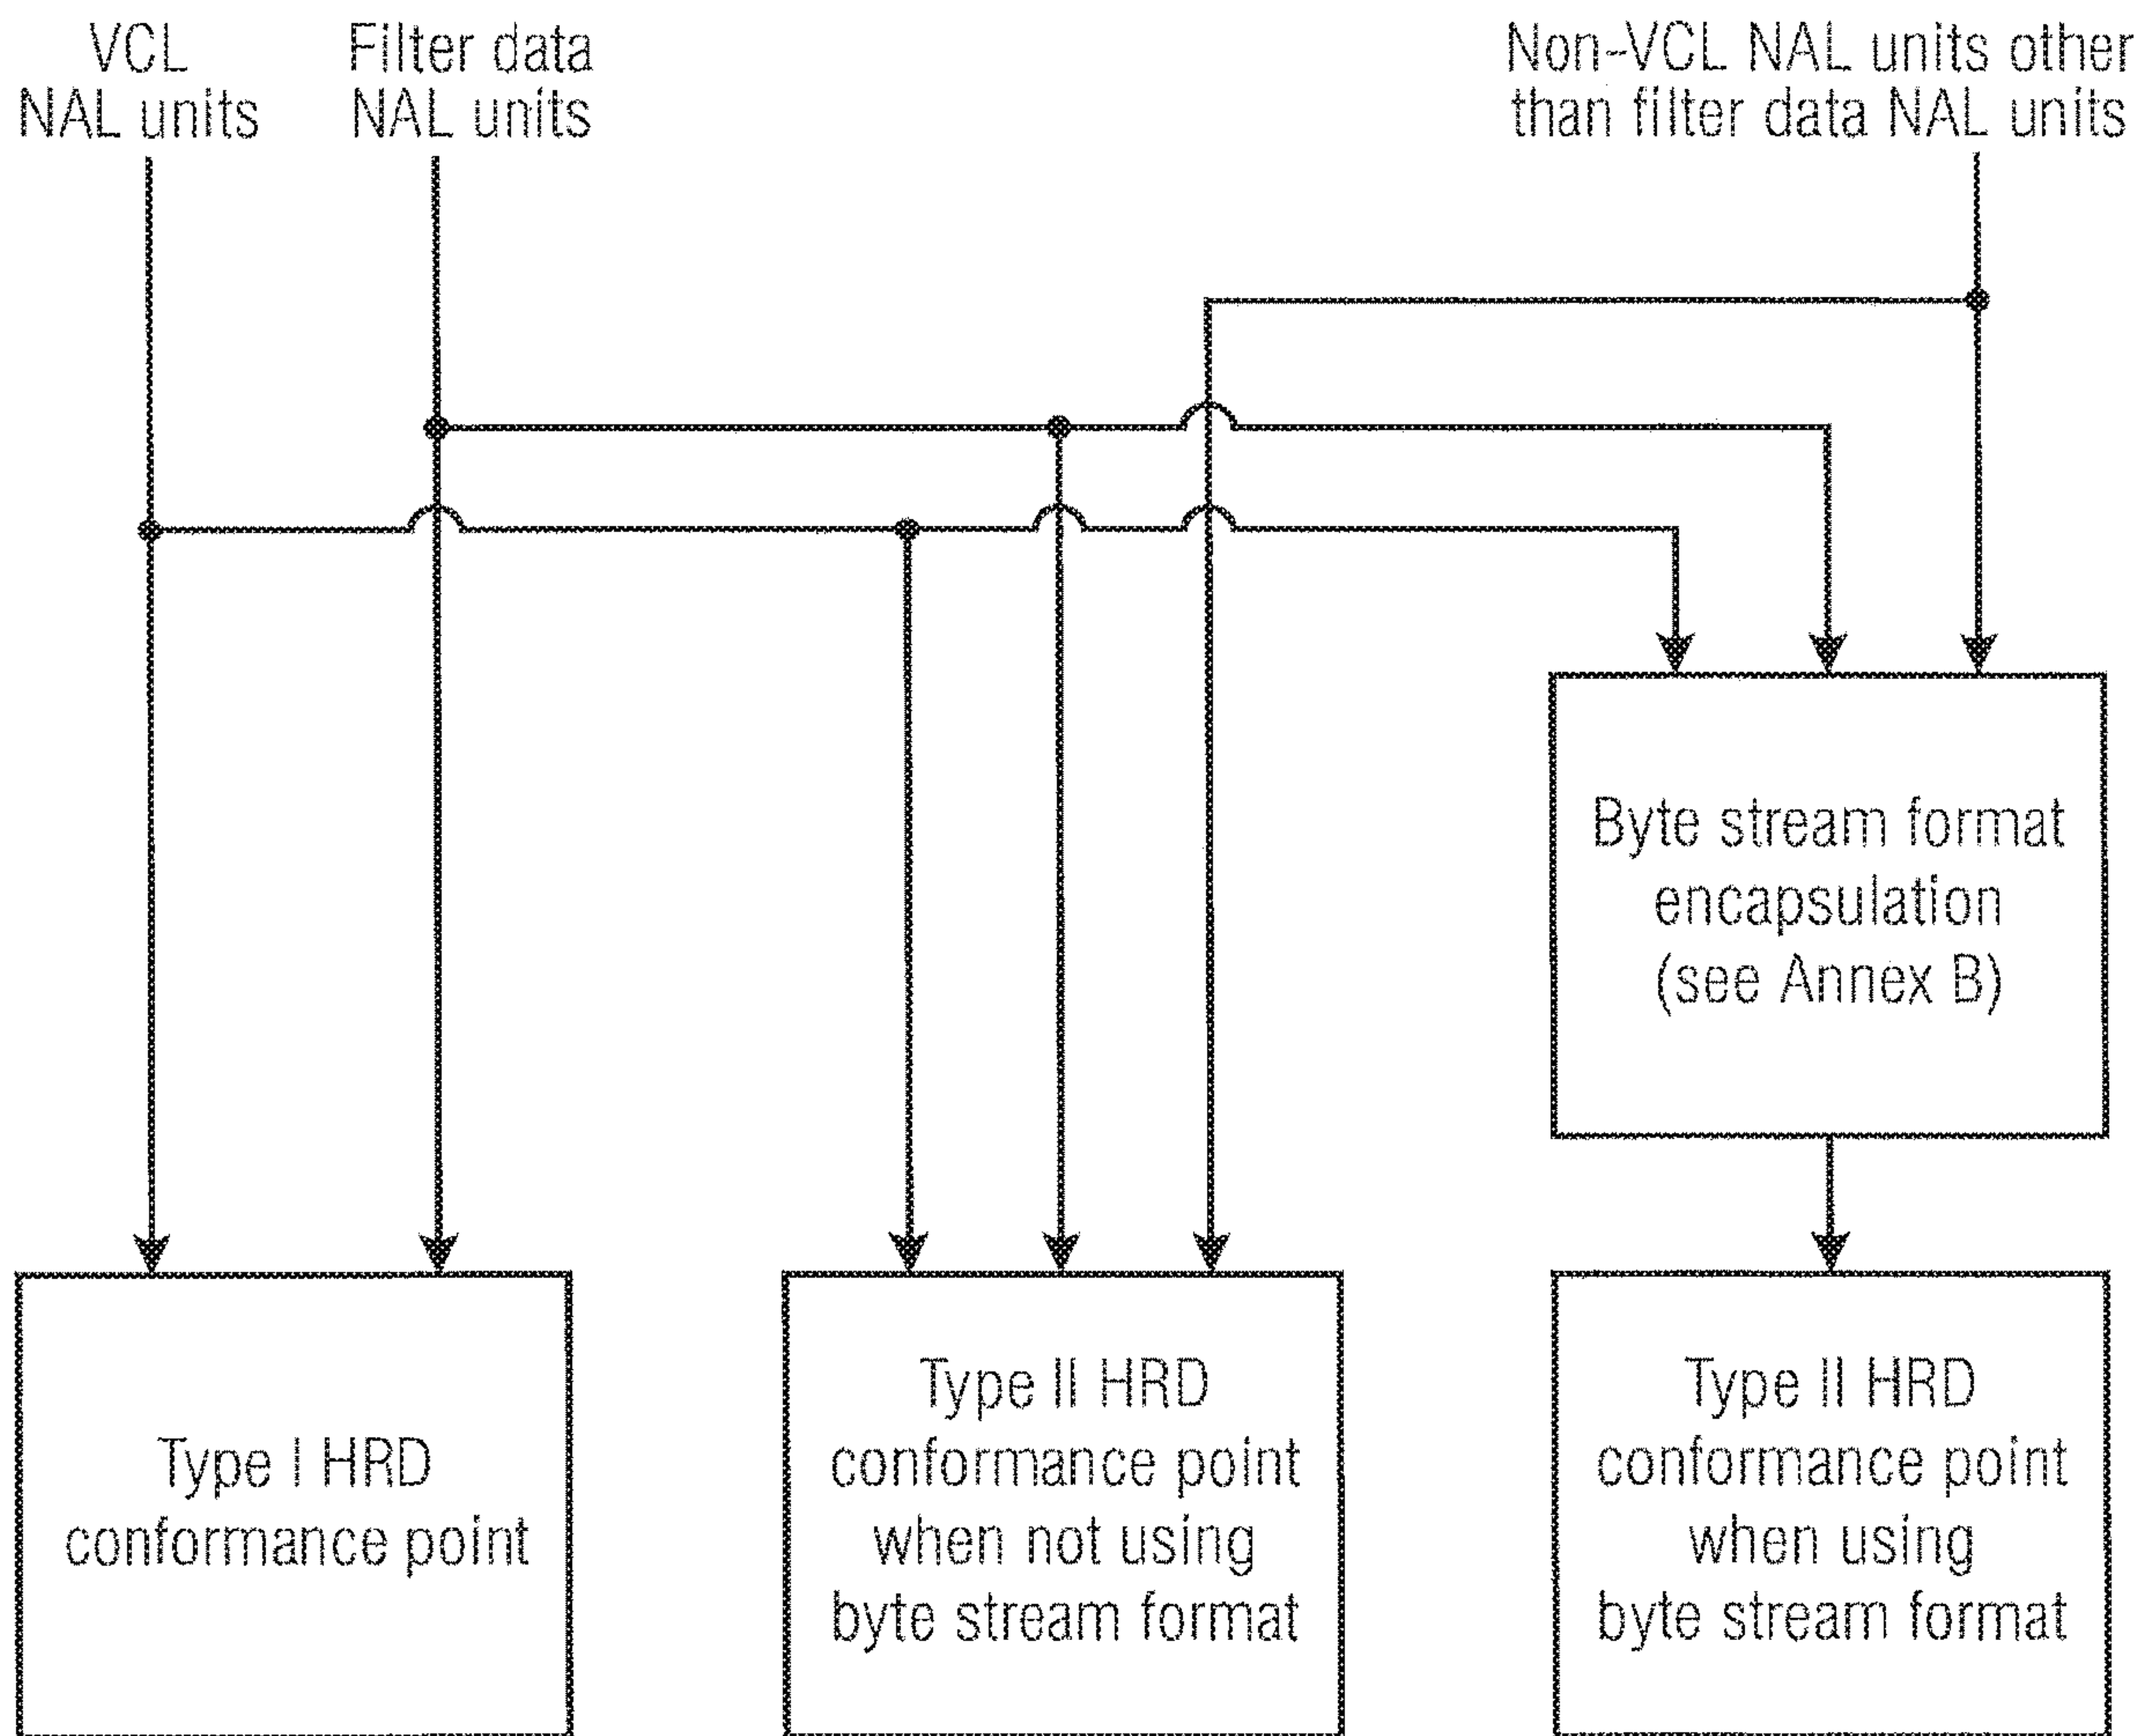 VCL
NAL units
Filter data
NAL units
Non-VCL NAL units other
than filter data NAL units
Byte stream format
encapsulation
(see Annex B)
Type I HRD
conformance point
Type II HRD
conformance point
when not using
byte stream format
Type II HRD
conformance point
when using
byte stream format